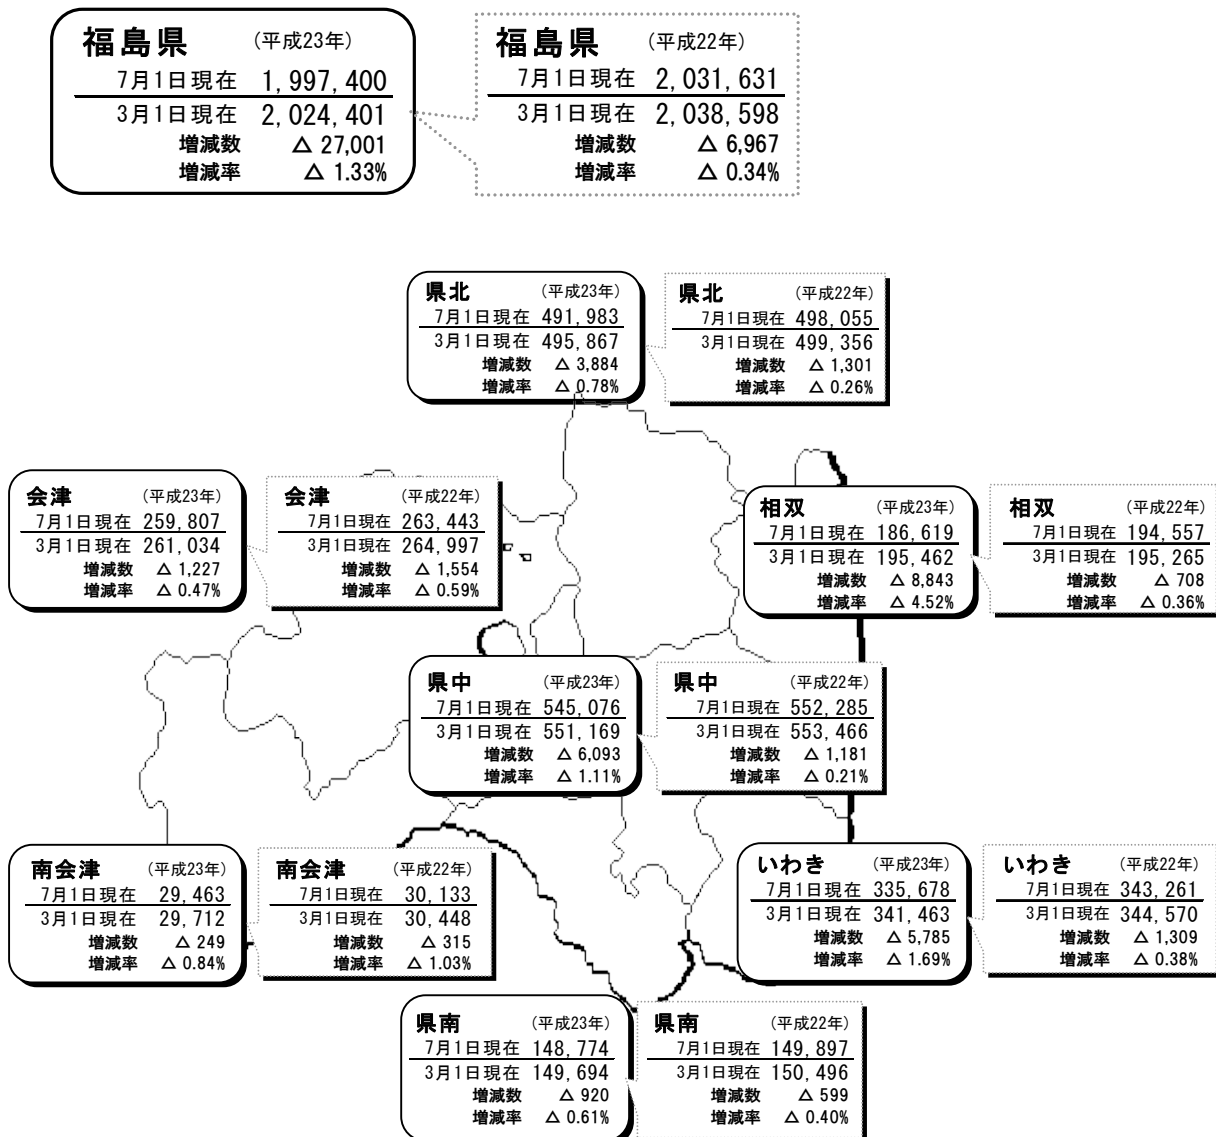 福島県 (平成23年)
7月1日現在 1,997,400
3月1日現在 2,024,401
増減数 △ 27,001
増減率 △ 1.33%
福島県 (平成22年)
7月1日現在 2,031,631
3月1日現在 2,038,598
増減数 △ 6,967
増減率 △ 0.34%
県北 (平成23年)
7月1日現在 491,983
3月1日現在 495,867
増減数 △ 3,884
増減率 △ 0.78%
県北 (平成22年)
7月1日現在 498,055
3月1日現在 499,356
増減数 △ 1,301
増減率 △ 0.26%
会津 (平成23年)
7月1日現在 259,807
3月1日現在 261,034
増減数 △ 1,227
増減率 △ 0.47%
会津 (平成22年)
7月1日現在 263,443
3月1日現在 264,997
増減数 △ 1,554
増減率 △ 0.59%
相双 (平成23年)
7月1日現在 186,619
3月1日現在 195,462
増減数 △ 8,843
増減率 △ 4.52%
相双 (平成22年)
7月1日現在 194,557
3月1日現在 195,265
増減数 △ 708
増減率 △ 0.36%
県中 (平成23年)
7月1日現在 545,076
3月1日現在 551,169
増減数 △ 6,093
増減率 △ 1.11%
県中 (平成22年)
7月1日現在 552,285
3月1日現在 553,466
増減数 △ 1,181
増減率 △ 0.21%
南会津 (平成23年)
7月1日現在 29,463
3月1日現在 29,712
増減数 △ 249
増減率 △ 0.84%
南会津 (平成22年)
7月1日現在 30,133
3月1日現在 30,448
増減数 △ 315
増減率 △ 1.03%
いわき (平成23年)
7月1日現在 335,678
3月1日現在 341,463
増減数 △ 5,785
増減率 △ 1.69%
いわき (平成22年)
7月1日現在 343,261
3月1日現在 344,570
増減数 △ 1,309
増減率 △ 0.38%
県南 (平成23年)
7月1日現在 148,774
3月1日現在 149,694
増減数 △ 920
増減率 △ 0.61%
県南 (平成22年)
7月1日現在 149,897
3月1日現在 150,496
増減数 △ 599
増減率 △ 0.40%